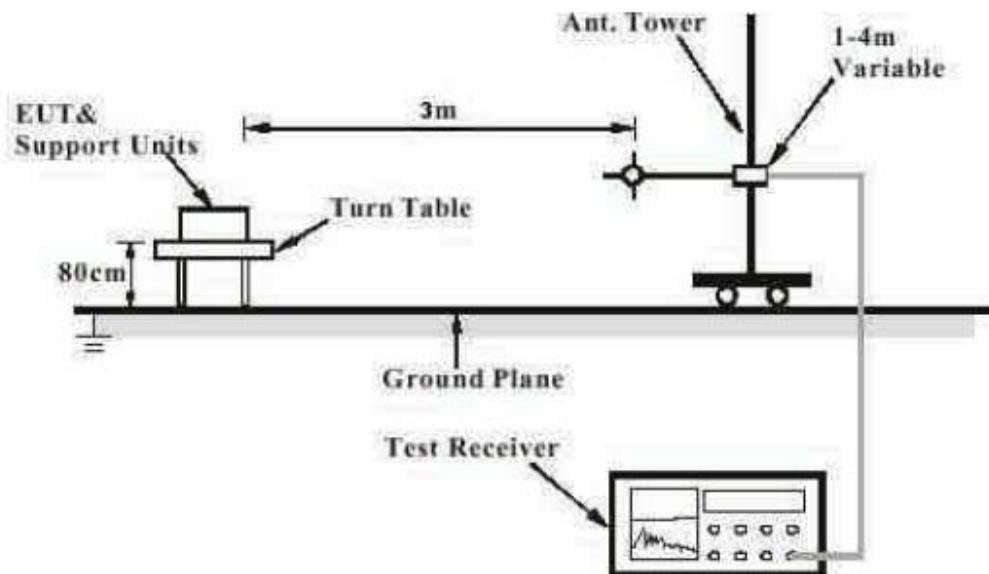 Ant. Tower
1-4m
Variable
EUT&
Support Units
3m
Turn Table
80cm
Ground Plane
Test Receiver